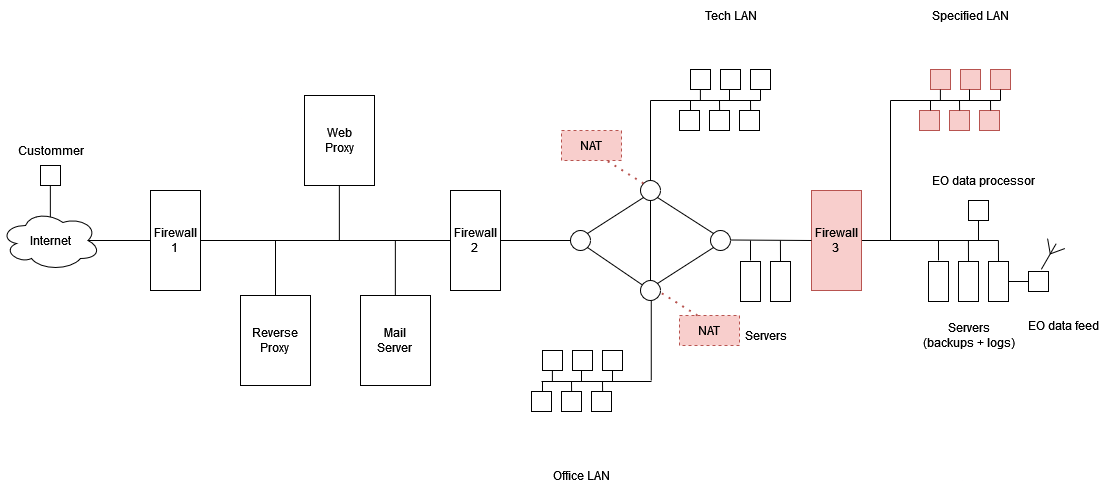 Tech LAN
Specified LAN
Web
Proxy
NAT
Custommer
EO data processor
Internet
Firewall
1
Firewall
2
Firewall
3
Reverse
Proxy
Mail
Server
NAT
Servers
Servers
(backups + logs)
EO data feed
Office LAN